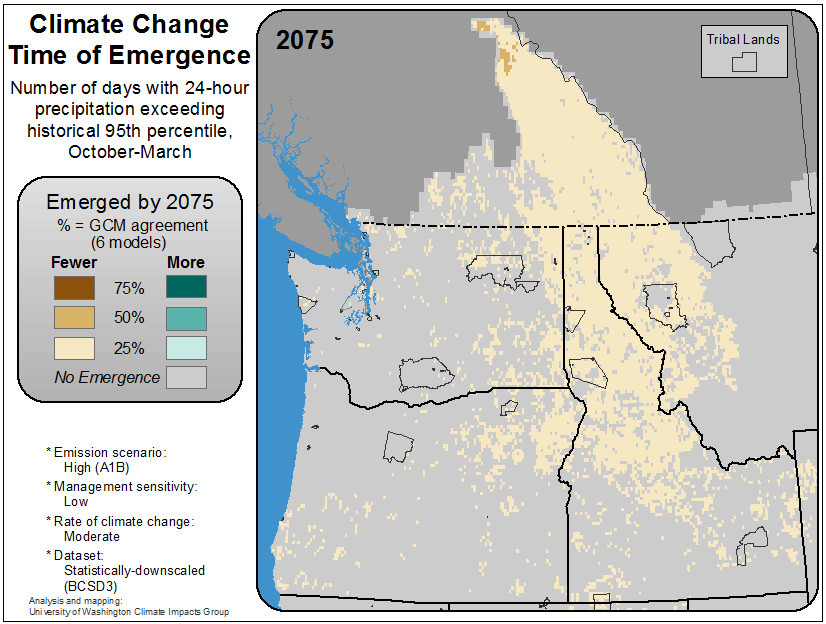 Climate Change
Time of Emergence
Number of days with 24-hour
precipitation exceeding
historical 95th percentile,
October-March
Emerged by 2075
% = GCM agreement
(6 models)
Fewer More
75%
50%
25%
No Emergence
* Emission scenario:
High (A1B)
* Management sensitivity:
Low
* Rate of climate change:
Moderate
* Dataset:
Statistically-downscaled
(BCSD3)
Analysis and mapping:
University of Washington Climate Impacts Group
2075
Tribal Lands